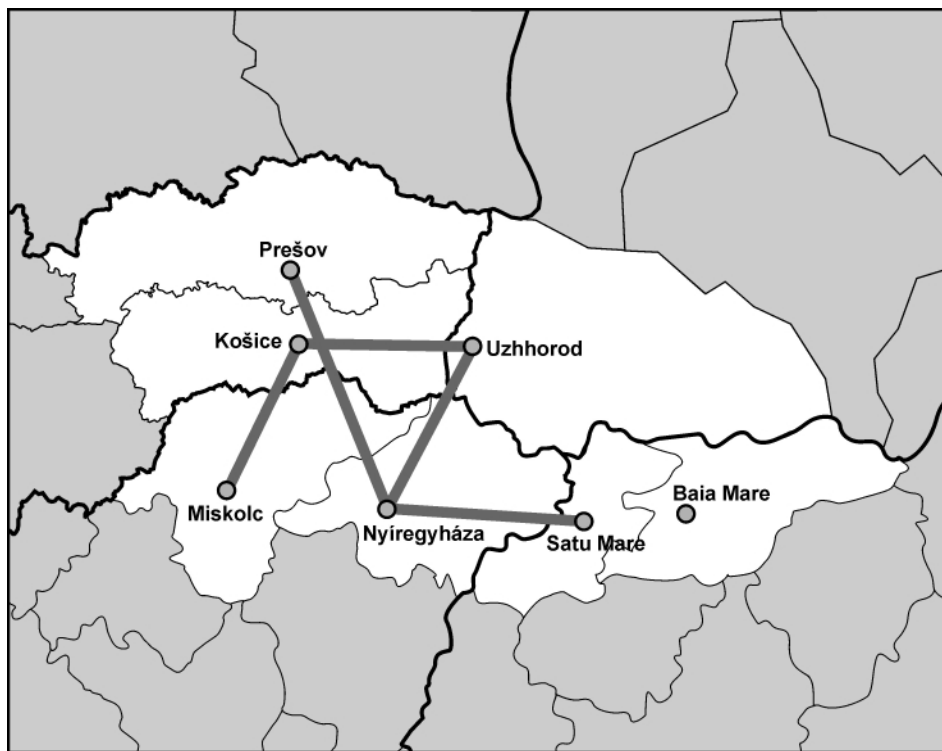 Prešov
Košice
Uzhhorod
Miskolc
Nyíregyháza
Satu Mare
Baia Mare